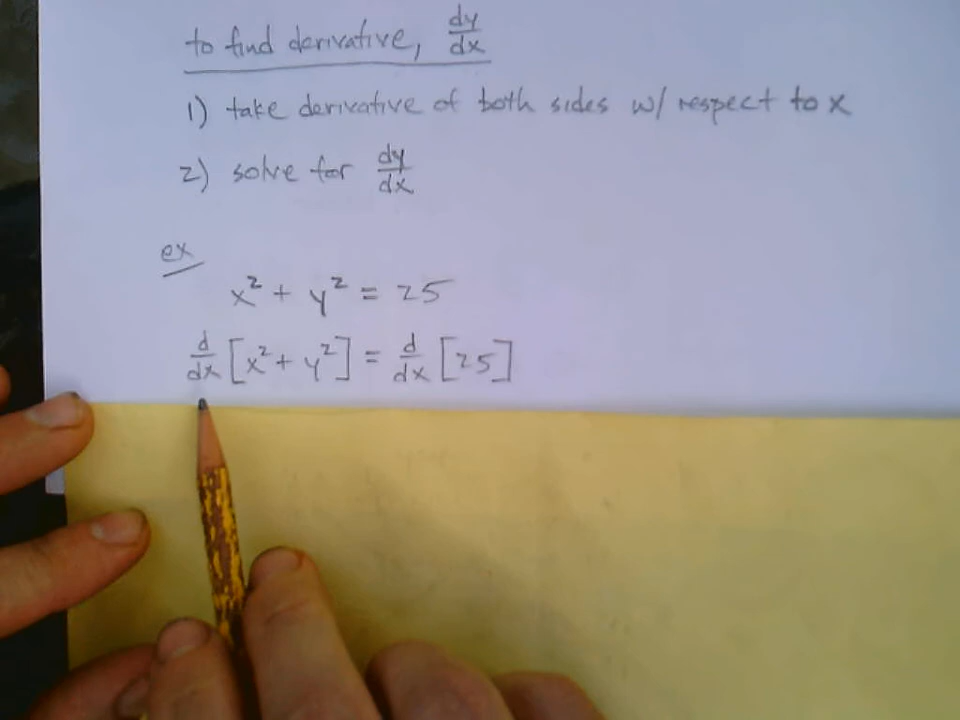 to find derivative, dy/dx
1) take derivative of both sides w/ respect to x
2) solve for dy/dx
ex
x² + y² = 25
d/dx [x² + y²] = d/dx [25]